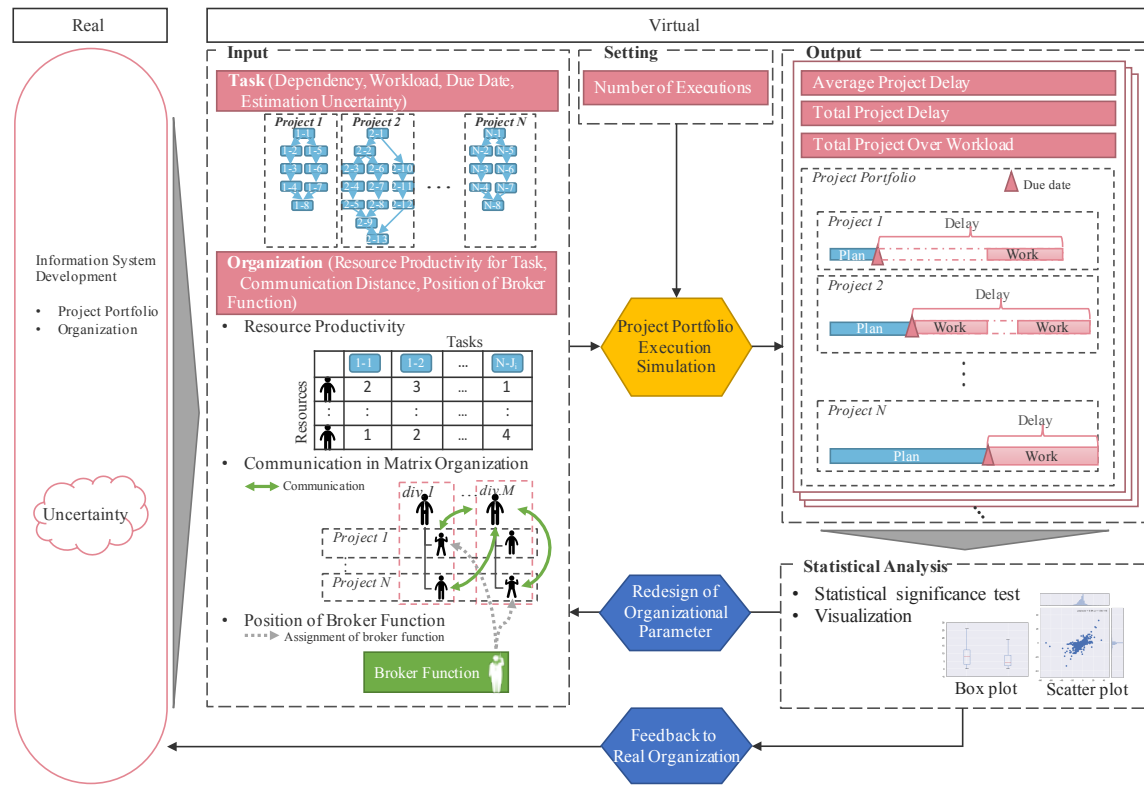 Real
Virtual
Information System
Development
• Project Portfolio
• Organization
Uncertainty
Input
Task (Dependency, Workload, Due Date,
Estimation Uncertainty)
Project 1
Project 2
Project N
1-1
1-2 1-5
1-3 1-6
1-4 1-7
1-8
2-1
2-2
2-3 2-6 2-10
2-4 2-7 2-11
2-5 2-8 2-12
2-9
2-13
...
N-1
N-2 N-5
N-3 N-6
N-4 N-7
N-8
Organization (Resource Productivity for Task,
Communication Distance, Position of Broker
Function)
• Resource Productivity
Tasks
Resources
1-1 1-2 ... N-Ji
2 3 ... 1
: : :
1 2 ... 4
• Communication in Matrix Organization
Communication
div.1 ... div.M
Project 1
:
Project N
• Position of Broker Function
Assignment of broker function
Broker Function
Setting
Number of Executions
Project Portfolio
Execution
Simulation
Output
Average Project Delay
Total Project Delay
Total Project Over Workload
Project Portfolio
Due date
Project 1
Delay
Plan
Work
Project 2
Delay
Plan
Work
Work
Project N
Delay
Plan
Work
Statistical Analysis
• Statistical significance test
• Visualization
Box plot
Scatter plot
Redesign of
Organizational
Parameter
Feedback to
Real Organization